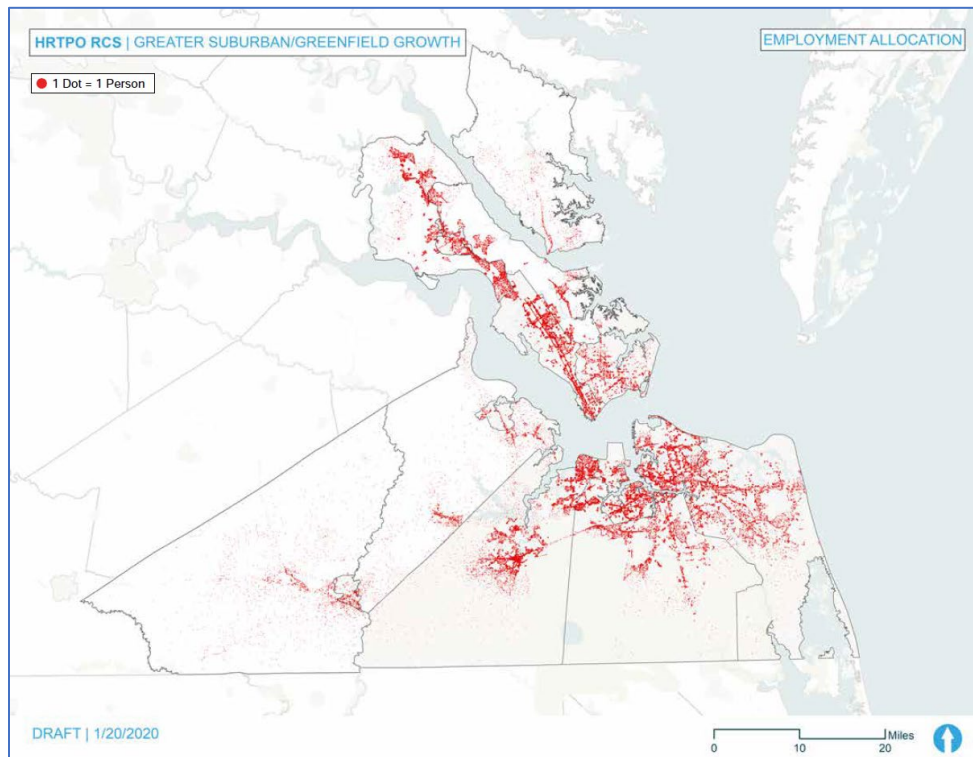 HRTPO RCS | GREATER SUBURBAN/GREENFIELD GROWTH
EMPLOYMENT ALLOCATION
1 Dot = 1 Person
DRAFT | 1/20/2020
Miles
0 10 20